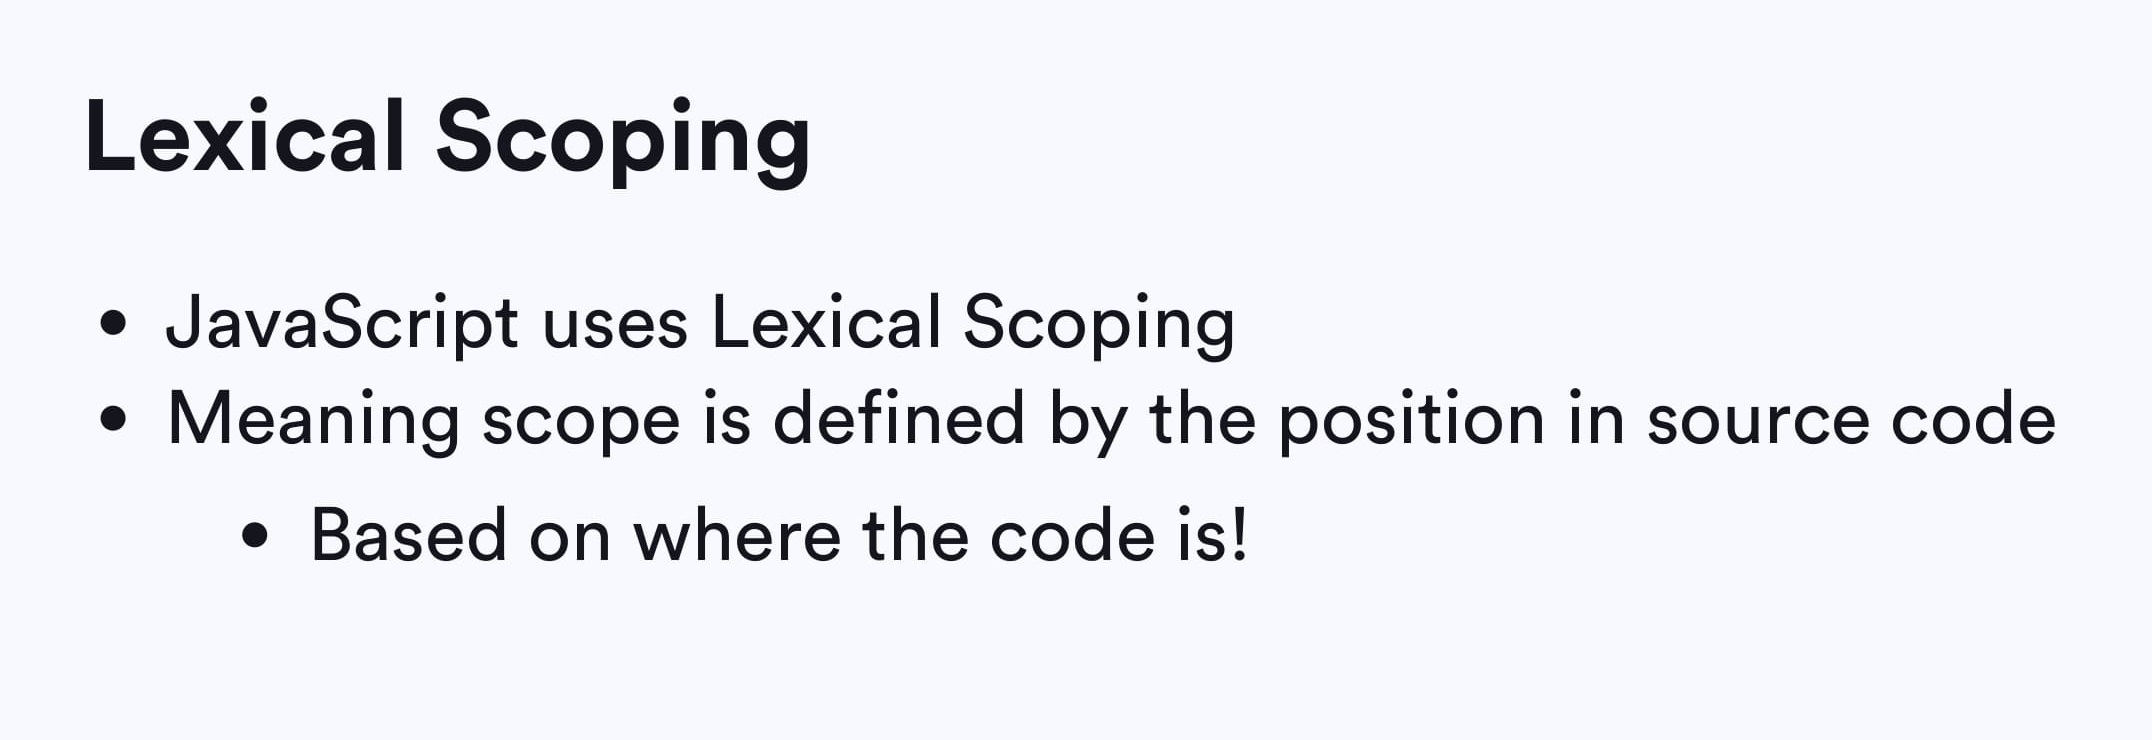 Lexical Scoping
• JavaScript uses Lexical Scoping
• Meaning scope is defined by the position in source code
• Based on where the code is!